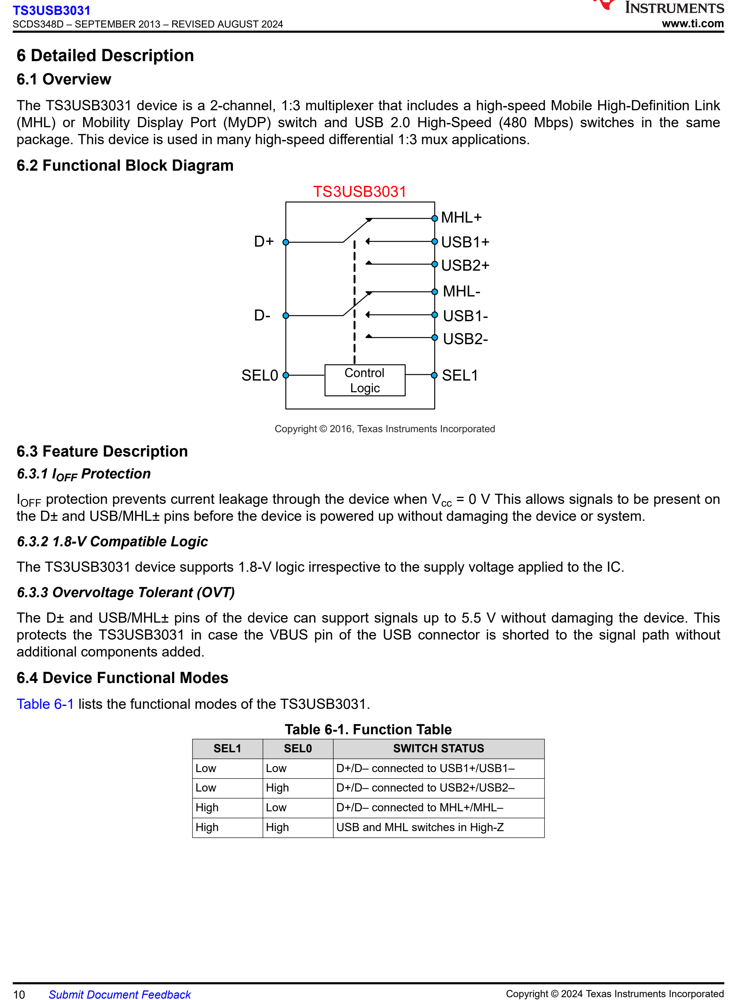 TS3USB3031
SCDS348D – SEPTEMBER 2013 – REVISED AUGUST 2024
INSTRUMENTS
www.ti.com
6 Detailed Description
6.1 Overview
The TS3USB3031 device is a 2-channel, 1:3 multiplexer that includes a high-speed Mobile High-Definition Link
(MHL) or Mobility Display Port (MyDP) switch and USB 2.0 High-Speed (480 Mbps) switches in the same
package. This device is used in many high-speed differential 1:3 mux applications.
6.2 Functional Block Diagram
TS3USB3031
MHL+
D+
USB1+
USB2+
MHL-
D-
USB1-
USB2-
SEL0
Control
Logic
SEL1
Copyright © 2016, Texas Instruments Incorporated
6.3 Feature Description
6.3.1 IOFF Protection
IOFF protection prevents current leakage through the device when Vcc = 0 V This allows signals to be present on
the D± and USB/MHL± pins before the device is powered up without damaging the device or system.
6.3.2 1.8-V Compatible Logic
The TS3USB3031 device supports 1.8-V logic irrespective to the supply voltage applied to the IC.
6.3.3 Overvoltage Tolerant (OVT)
The D± and USB/MHL± pins of the device can support signals up to 5.5 V without damaging the device. This
protects the TS3USB3031 in case the VBUS pin of the USB connector is shorted to the signal path without
additional components added.
6.4 Device Functional Modes
Table 6-1 lists the functional modes of the TS3USB3031.
Table 6-1. Function Table
SEL1 SEL0 SWITCH STATUS
Low Low D+/D– connected to USB1+/USB1–
Low High D+/D– connected to USB2+/USB2–
High Low D+/D– connected to MHL+/MHL–
High High USB and MHL switches in High-Z
10 Submit Document Feedback
Copyright © 2024 Texas Instruments Incorporated